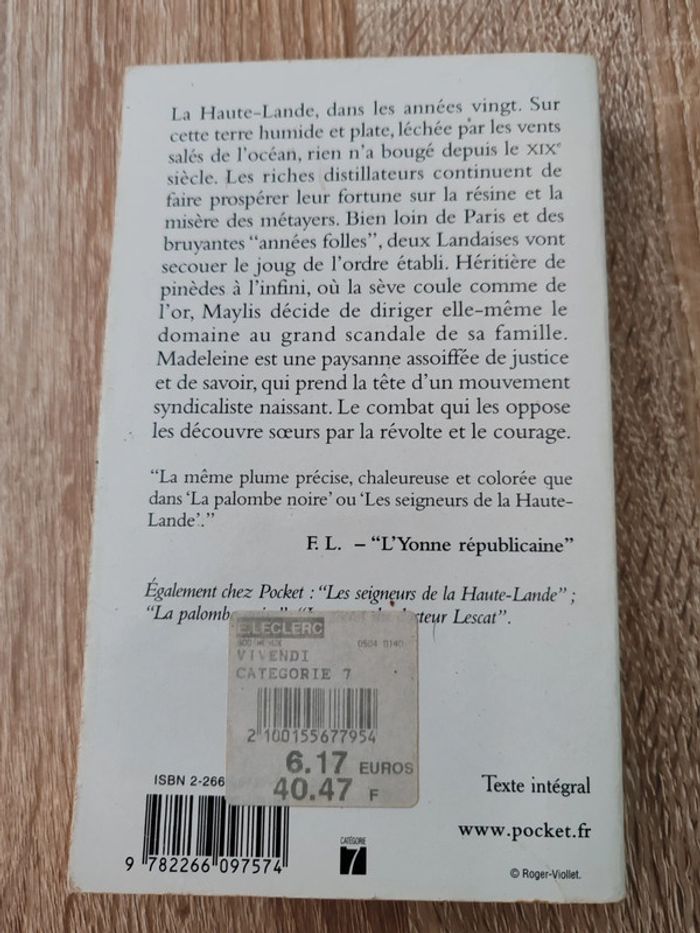 La Haute-Lande, dans les années vingt. Sur
cette terre humide et plate, léchée par les vents
salés de l'océan, rien n'a bougé depuis le XIXe
siècle. Les riches distillateurs continuent de
faire prospérer leur fortune sur la résine et la
misère des métayers. Bien loin de Paris et des
bruyantes "années folles", deux Landaises vont
secouer le joug de l'ordre établi. Héritière de
pinèdes à l'infini, où la sève coule comme de
l'or, Maylis décide de diriger elle-même le
domaine au grand scandale de sa famille.
Madeleine est une paysanne assoiffée de justice
et de savoir, qui prend la tête d'un mouvement
syndicaliste naissant. Le combat qui les oppose
les découvre sœurs par la révolte et le courage.
"La même plume précise, chaleureuse et colorée que
dans 'La palombe noire' ou 'Les seigneurs de la Haute-
Lande'."
F. L. – "L'Yonne républicaine"
Également chez Pocket : "Les seigneurs de la Haute-Lande" ;
"La palombe Lescat".
E.LECLERC
0504 0140
VIVENDI
CATEGORIE 7
2 100155677954
6.17 EUROS
40.47 F
ISBN 2-266
Texte intégral
www.pocket.fr
9 782266 097574
CATÉGORIE
7
© Roger-Viollet.